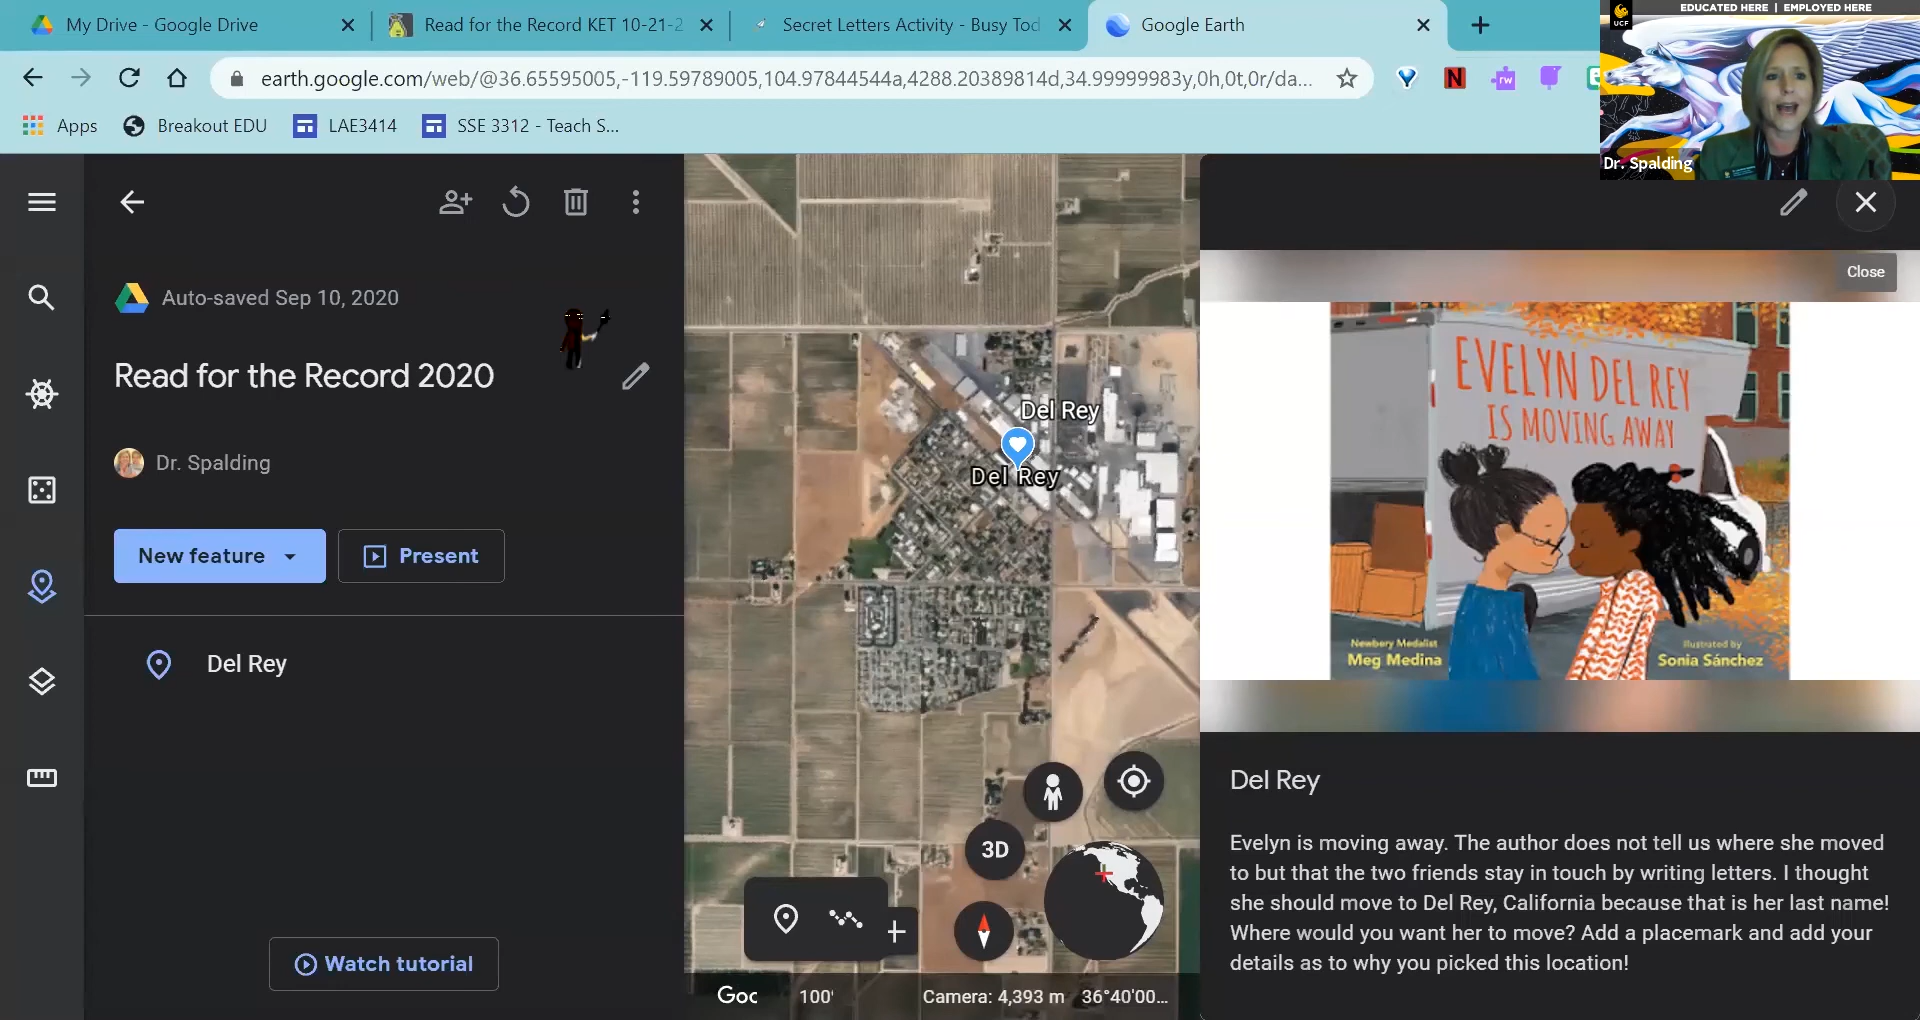 My Drive - Google Drive
Read for the Record KET 10-21-2
Secret Letters Activity - Busy Tod
Google Earth
EDUCATED HERE | EMPLOYED HERE
UCF
earth.google.com/web/@36.65595005,-119.59789005,104.97844544a,4288.20389814d,34.99999983y,0h,0t,0r/da...
N
rw
Apps
Breakout EDU
LAE3414
SSE 3312 - Teach S...
Dr. Spalding
Auto-saved Sep 10, 2020
Read for the Record 2020
Dr. Spalding
New feature
Present
Del Rey
Watch tutorial
Del Rey
Del Rey
3D
Goo
100'
Camera: 4,393 m 36°40'00...
Close
EVELYN DEL REY
IS MOVING AWAY
Newbery Medalist
Meg Medina
Illustrated by
Sonia Sánchez
Del Rey
Evelyn is moving away. The author does not tell us where she moved
to but that the two friends stay in touch by writing letters. I thought
she should move to Del Rey, California because that is her last name!
Where would you want her to move? Add a placemark and add your
details as to why you picked this location!